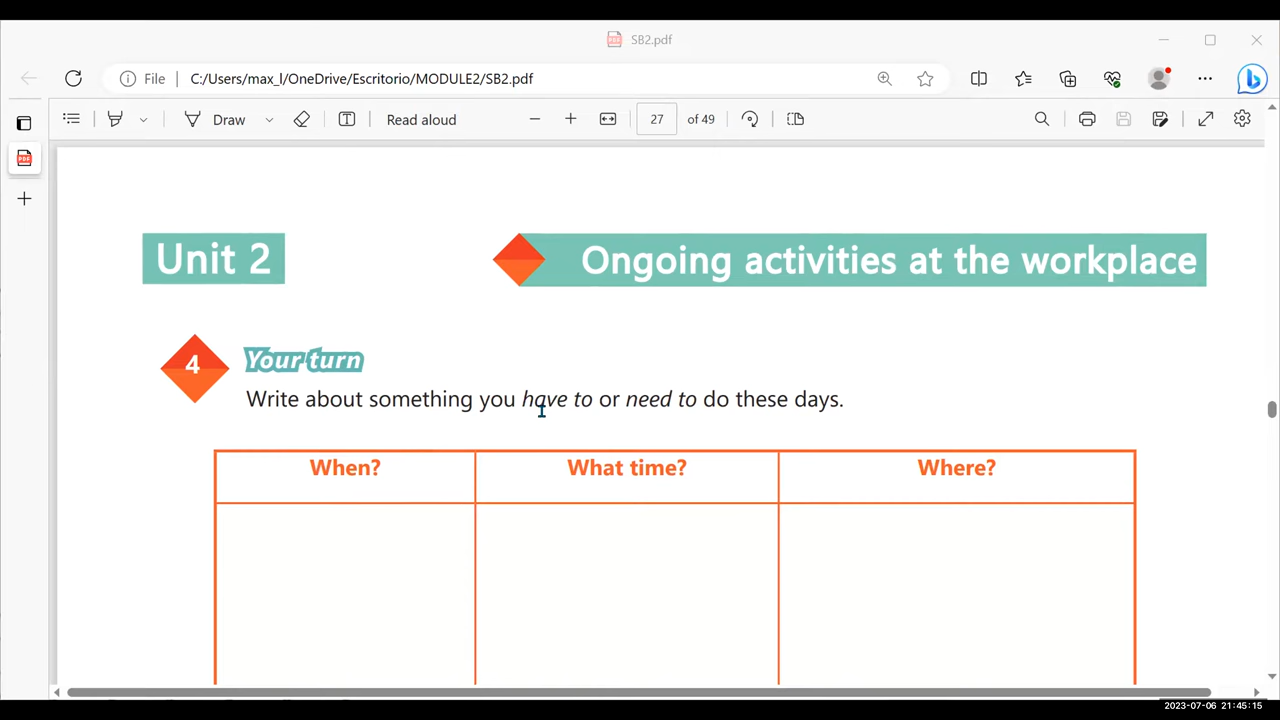 SB2.pdf
File
C:/Users/max_l/OneDrive/Escritorio/MODULE2/SB2.pdf
Draw
Read aloud
27
of 49
Unit 2
Ongoing activities at the workplace
4
Your turn
Write about something you have to or need to do these days.
When?
What time?
Where?
2023-07-06 21:45:15